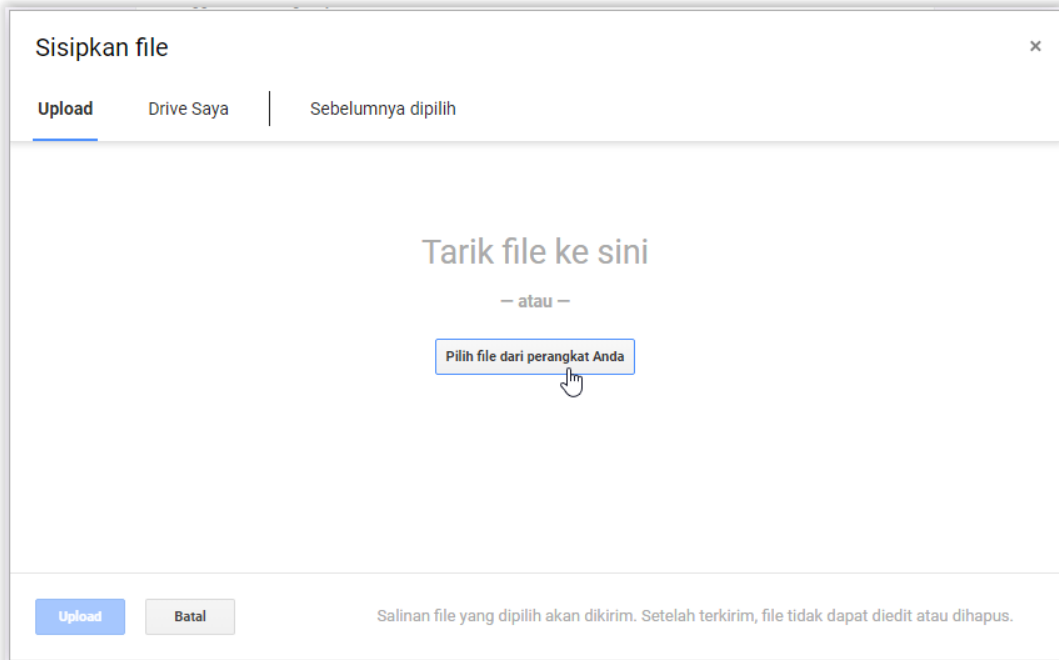 Sisipkan file
Upload Drive Saya Sebelumnya dipilih
Tarik file ke sini
— atau —
Pilih file dari perangkat Anda
Upload Batal Salinan file yang dipilih akan dikirim. Setelah terkirim, file tidak dapat diedit atau dihapus.